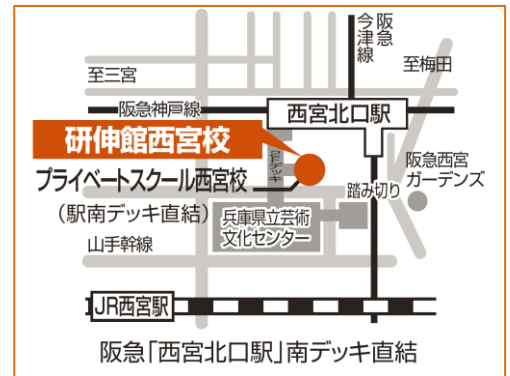 阪急
今津線
至梅田
至三宮
阪急神戸線
西宮北口駅
研伸館西宮校
2Fデッキ
プライベートスクール西宮校
(駅南デッキ直結)
踏み切り
阪急西宮
ガーデンズ
兵庫県立芸術
文化センター
山手幹線
JR西宮駅
阪急「西宮北口駅」南デッキ直結